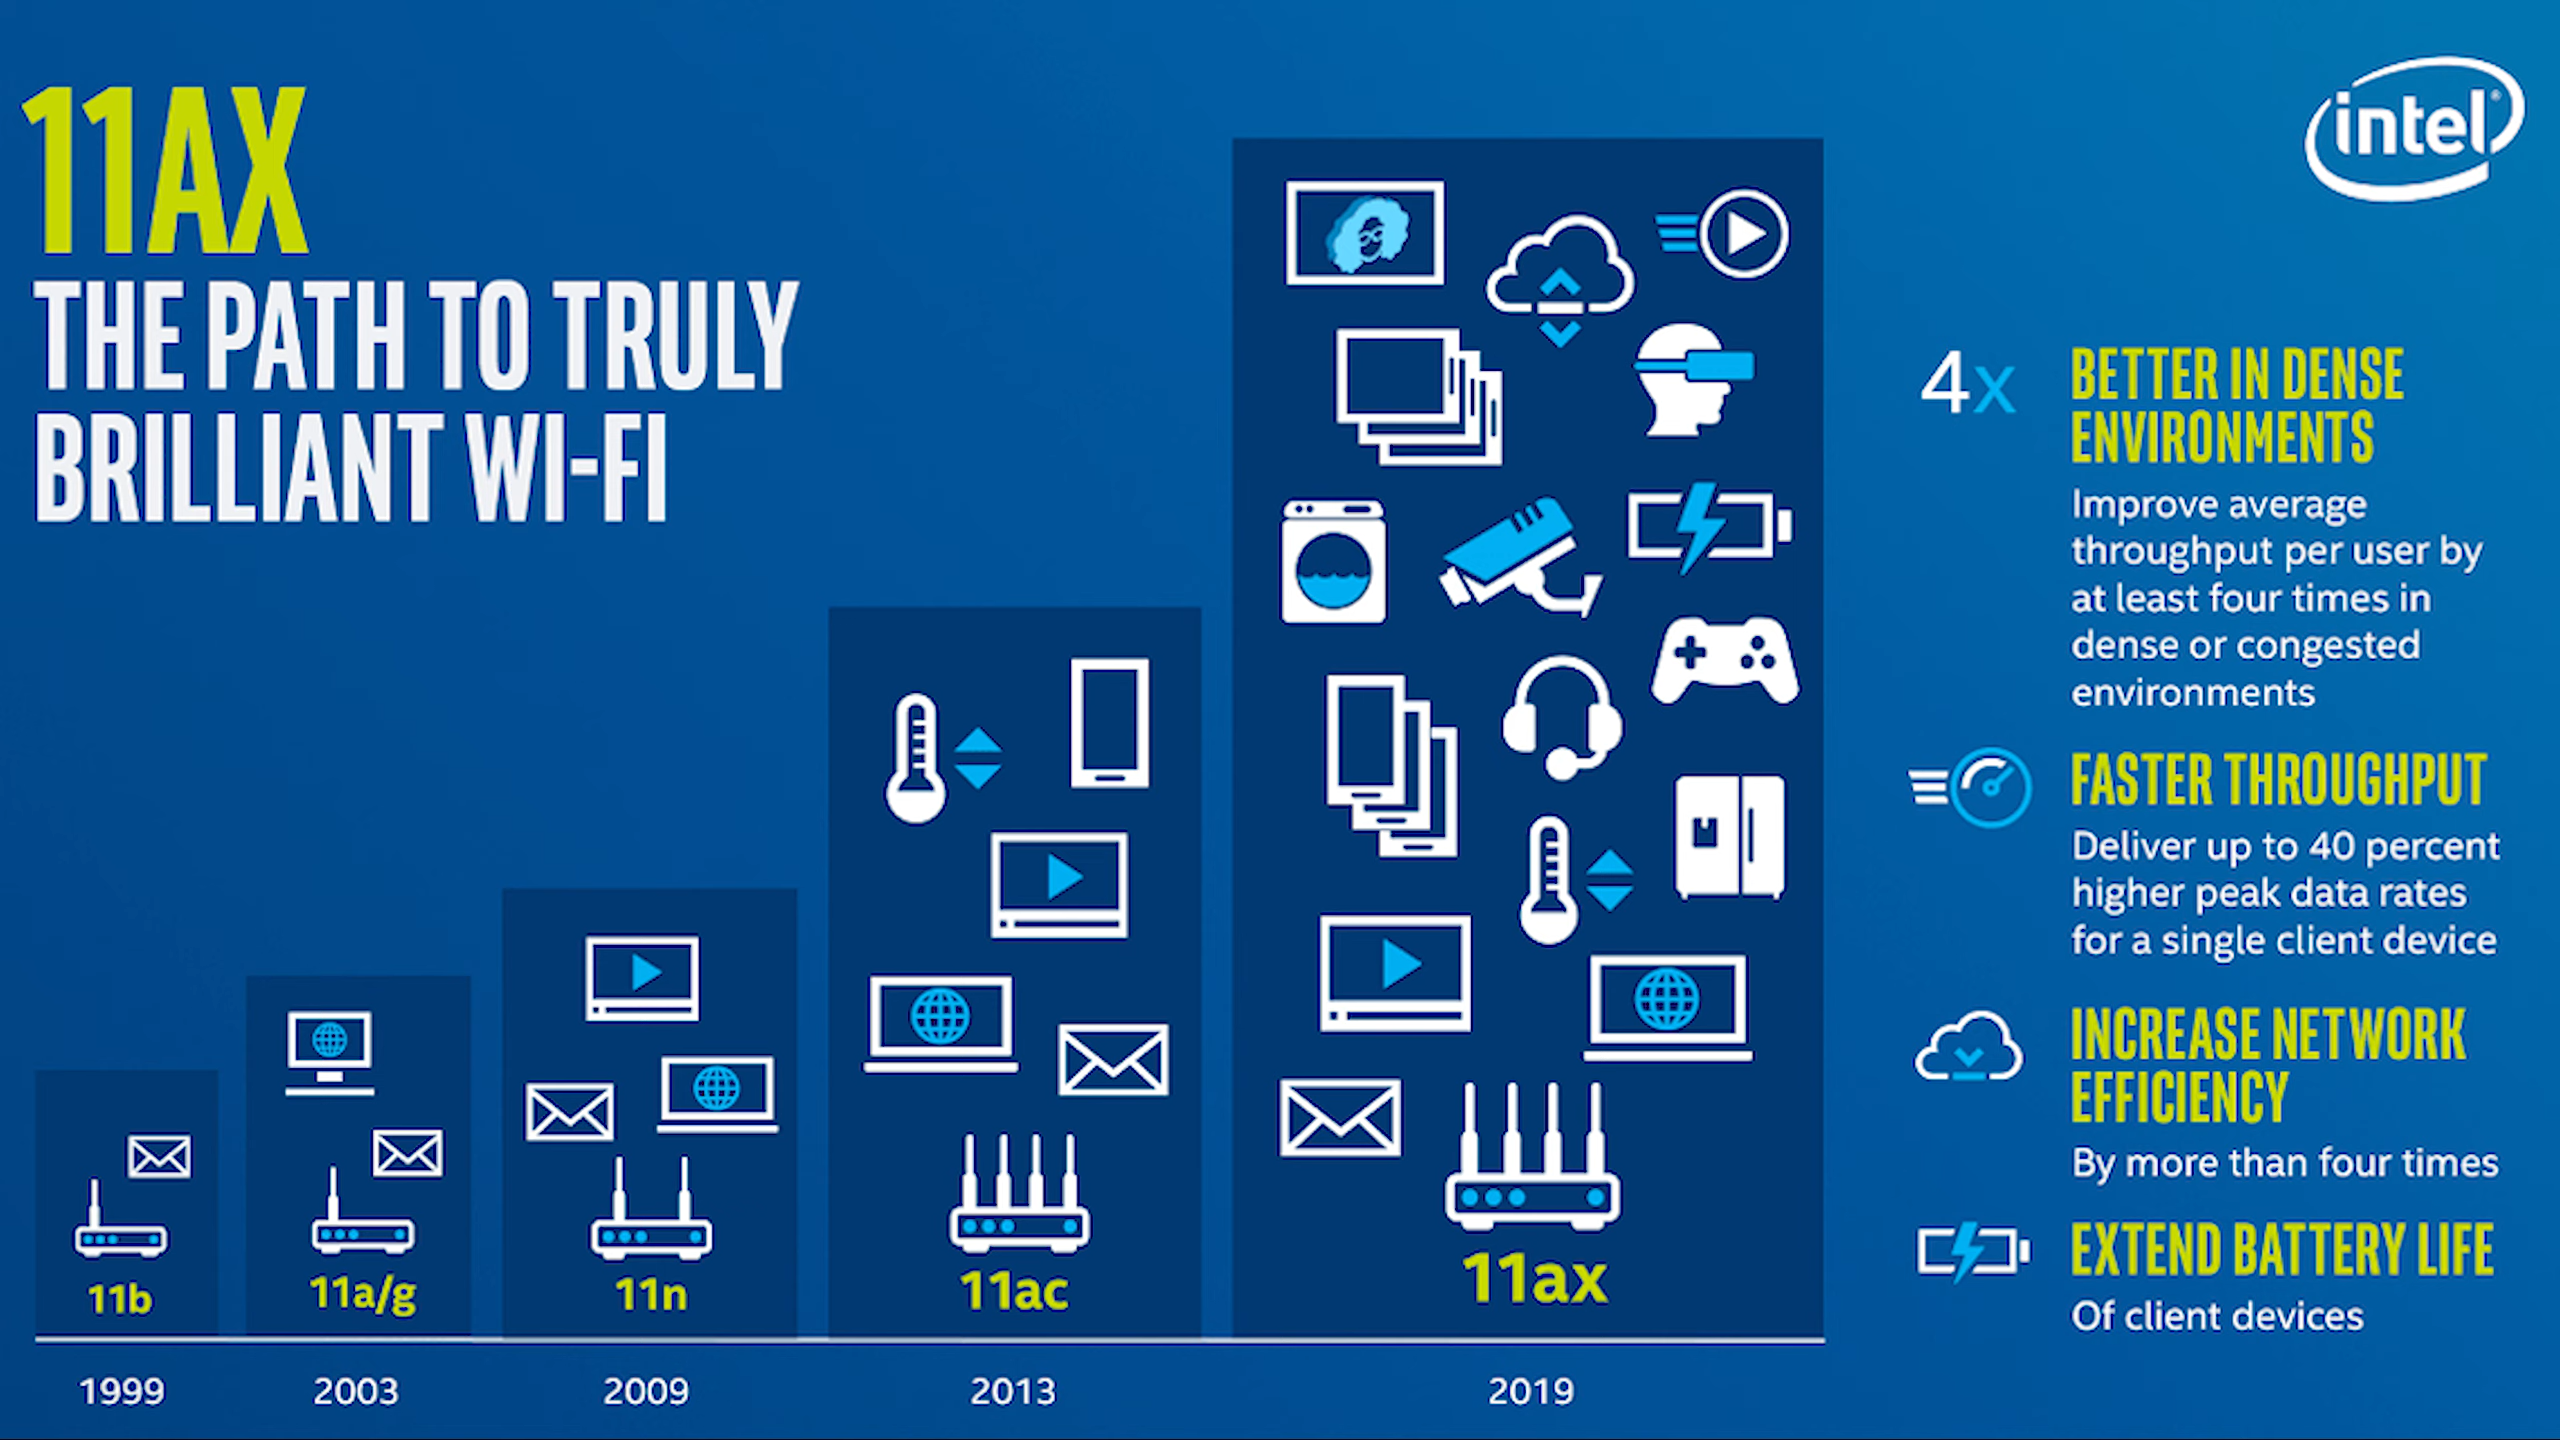 11AX
THE PATH TO TRULY
BRILLIANT WI-FI
intel®
4x
BETTER IN DENSE
ENVIRONMENTS
Improve average
throughput per user by
at least four times in
dense or congested
environments
FASTER THROUGHPUT
Deliver up to 40 percent
higher peak data rates
for a single client device
INCREASE NETWORK
EFFICIENCY
By more than four times
EXTEND BATTERY LIFE
Of client devices
11b
11a/g
11n
11ac
11ax
1999
2003
2009
2013
2019